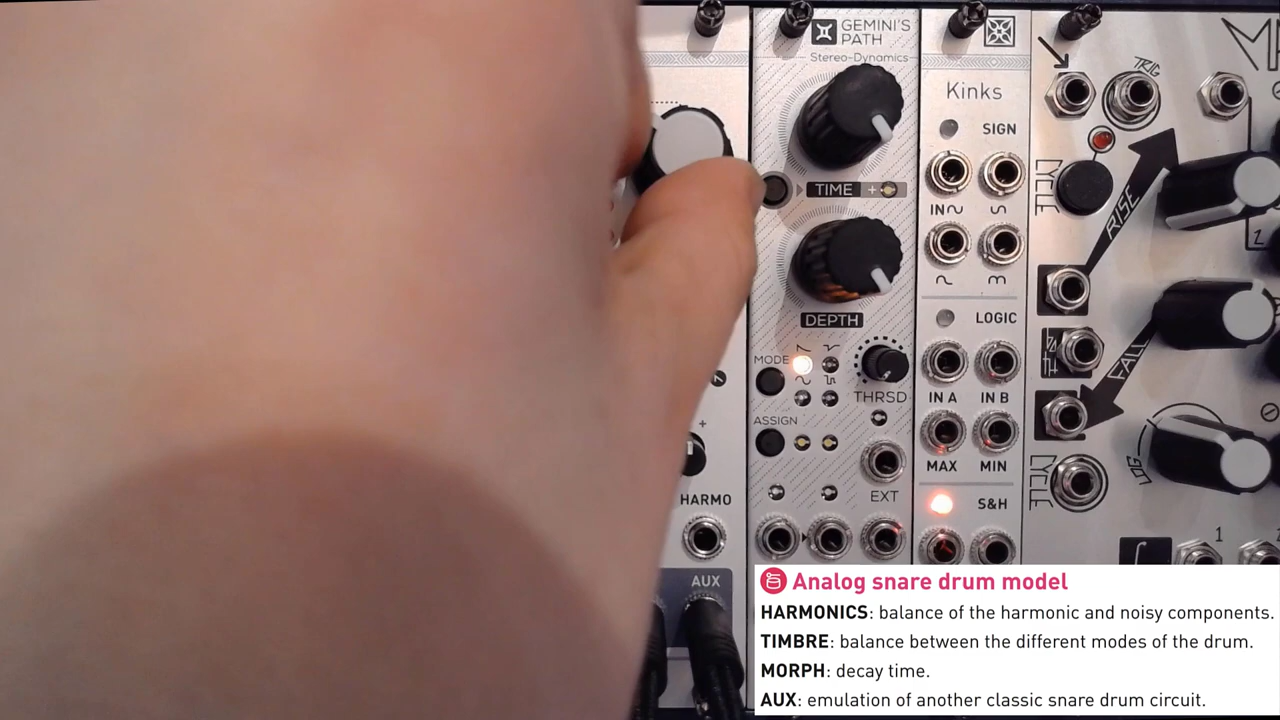 GEMINI'S
PATH
Stereo-Dynamics
TIME +
DEPTH
MODE
THRSD
ASSIGN
EXT
Kinks
SIGN
IN
LOGIC
IN A
IN B
MAX
MIN
S&H
TRIG
CYCLE
RISE
FALL
CYCLE
1
+
HARMO
AUX
Analog snare drum model
HARMONICS: balance of the harmonic and noisy components.
TIMBRE: balance between the different modes of the drum.
MORPH: decay time.
AUX: emulation of another classic snare drum circuit.